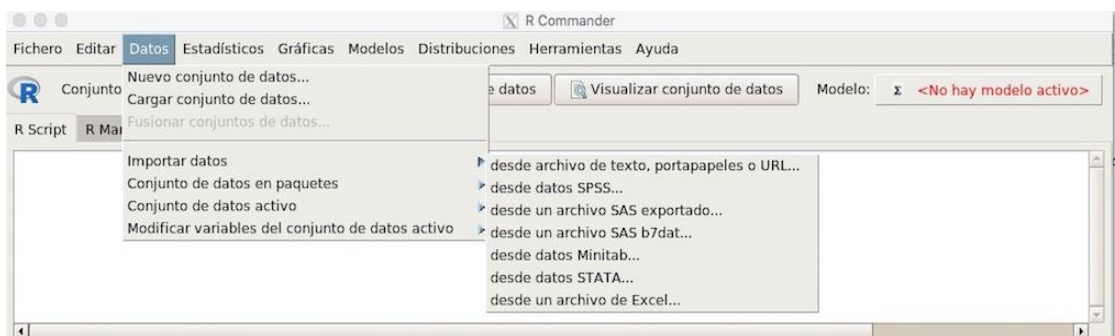 R Commander
Fichero Editar Datos Estadísticos Gráficas Modelos Distribuciones Herramientas Ayuda
R Conjunto e datos Visualizar conjunto de datos Modelo: Σ <No hay modelo activo>
R Script R Mar
Nuevo conjunto de datos...
Cargar conjunto de datos...
Fusionar conjuntos de datos...
Importar datos
Conjunto de datos en paquetes
Conjunto de datos activo
Modificar variables del conjunto de datos activo
desde archivo de texto, portapapeles o URL...
desde datos SPSS...
desde un archivo SAS exportado...
desde un archivo SAS b7dat...
desde datos Minitab...
desde datos STATA...
desde un archivo de Excel...